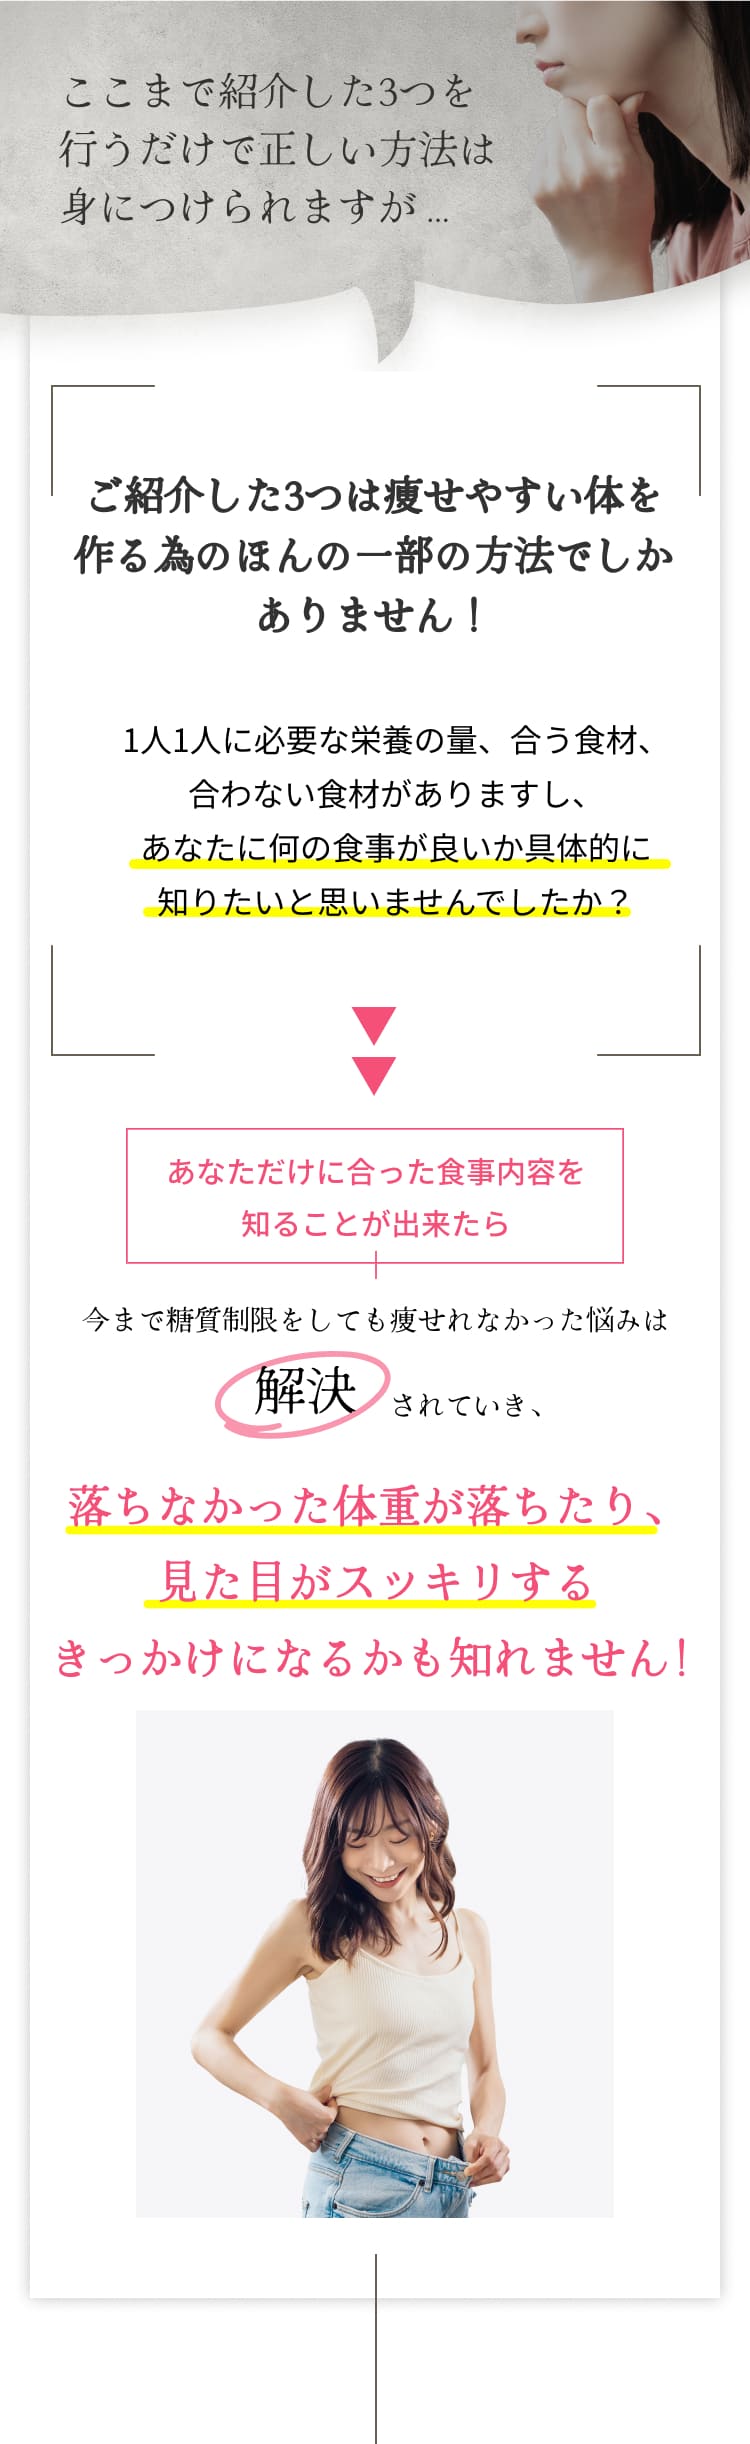 ここまで紹介した3つを
行うだけで正しい方法は
身につけられますが...
ご紹介した3つは痩せやすい体を
作る為のほんの一部の方法でしか
ありません！
1人1人に必要な栄養の量、合う食材、
合わない食材がありますし、
あなたに何の食事が良いか具体的に
知りたいと思いませんでしたか？
あなただけに合った食事内容を
知ることが出来たら
今まで糖質制限をしても痩せれなかった悩みは
解決されていき、
落ちなかった体重が落ちたり、
見た目がスッキリする
きっかけになるかも知れません!